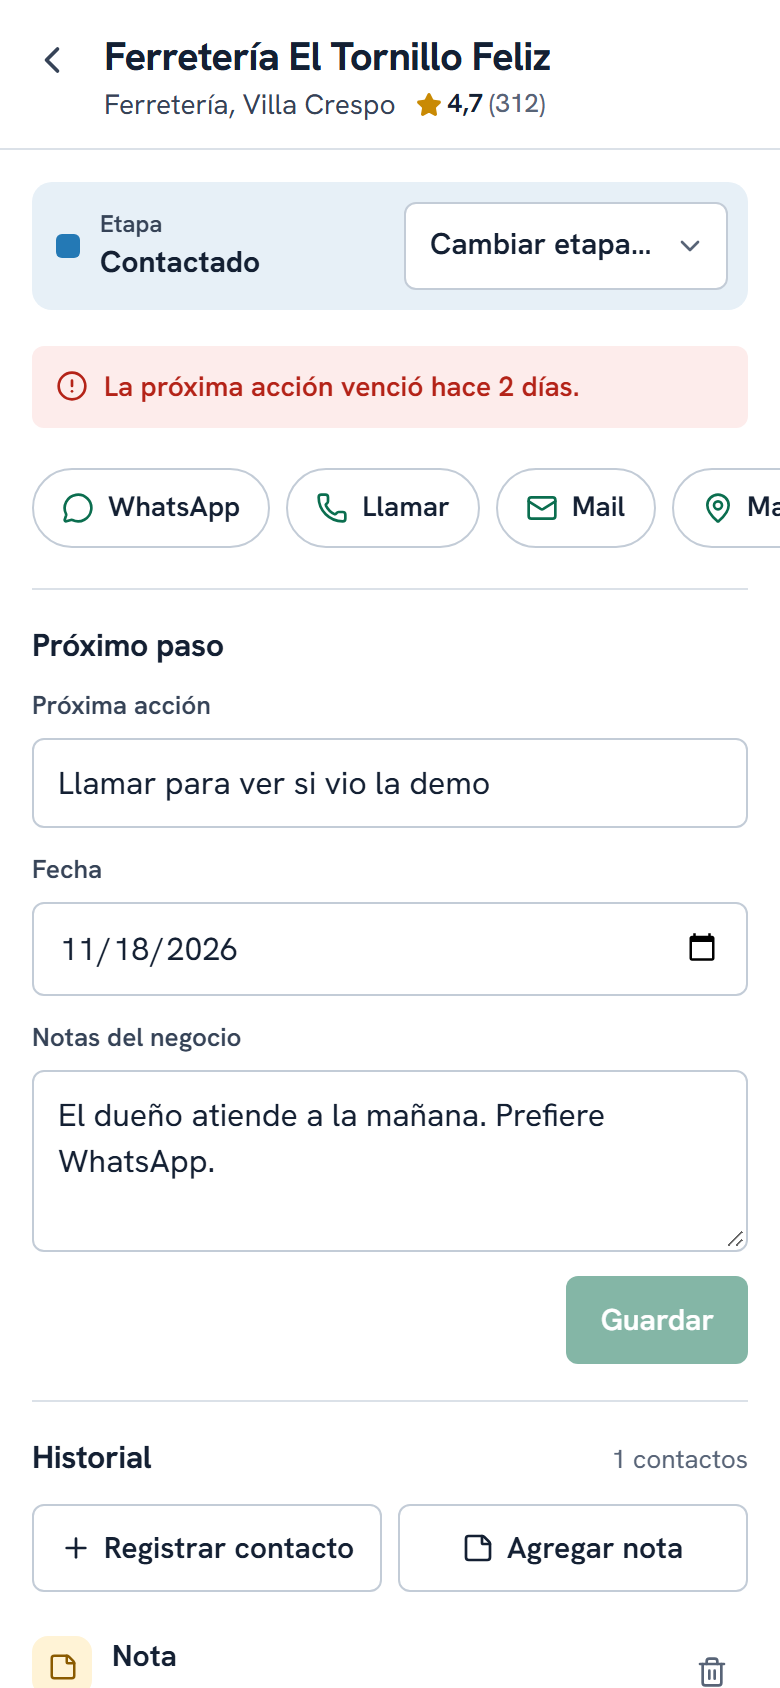 Ferretería El Tornillo Feliz
Ferretería, Villa Crespo 4,7 (312)
Etapa
Contactado
Cambiar etapa...
La próxima acción venció hace 2 días.
WhatsApp Llamar Mail Ma
Próximo paso
Próxima acción
Llamar para ver si vio la demo
Fecha
11/18/2026
Notas del negocio
El dueño atiende a la mañana. Prefiere
WhatsApp.
Guardar
Historial 1 contactos
Registrar contacto Agregar nota
Nota